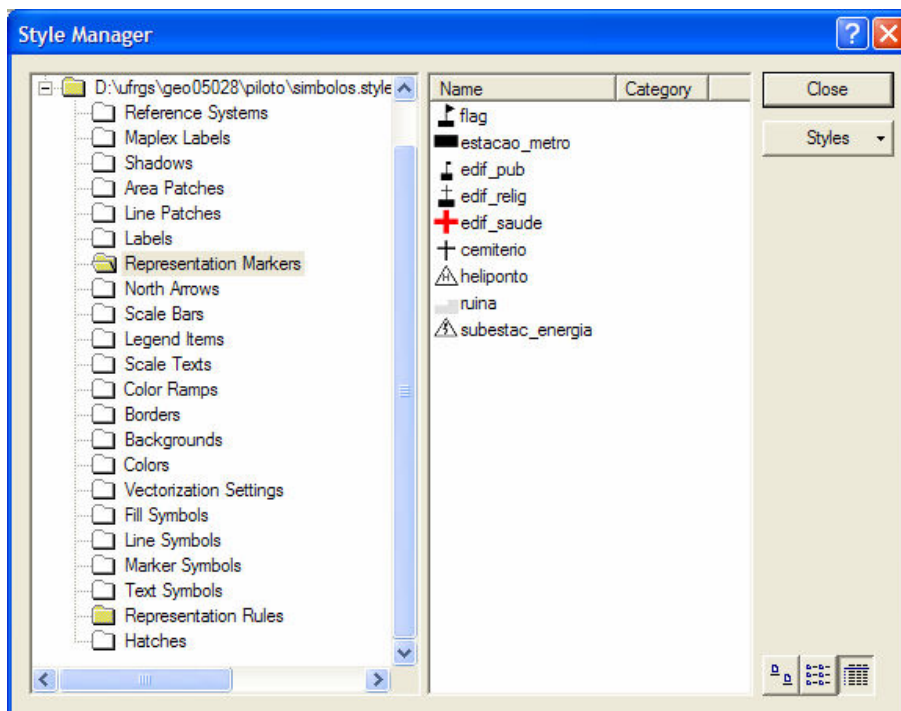 Style Manager
D:\ufrgs\geo05028\piloto\simbolos.style
Reference Systems
Maplex Labels
Shadows
Area Patches
Line Patches
Labels
Representation Markers
North Arrows
Scale Bars
Legend Items
Scale Texts
Color Ramps
Borders
Backgrounds
Colors
Vectorization Settings
Fill Symbols
Line Symbols
Marker Symbols
Text Symbols
Representation Rules
Hatches
Name Category
flag
estacao_metro
edif_pub
edif_relig
edif_saude
cemiterio
heliponto
ruina
subestac_energia
Close
Styles